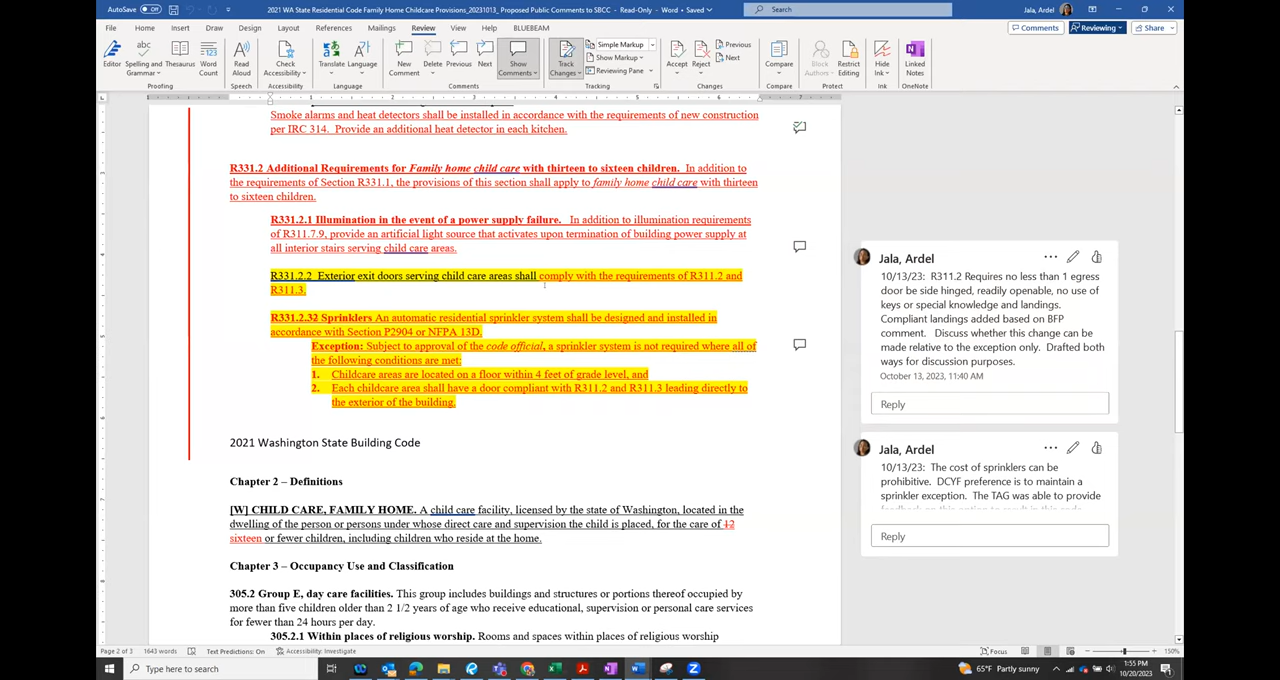 AutoSave Off
2021 WA State Residential Code Family Home Childcare Provisions_20231013_ Proposed Public Comments to SBCC - Read-Only - Word • Saved
Search
Jala, Ardel
File Home Insert Draw Design Layout References Mailings Review View Help BLUEBEAM
Comments Reviewing Share
Editor
Spelling and Grammar
Thesaurus
Word Count
Read Aloud
Check Accessibility
Translate
Language
New Comment
Delete
Previous
Next
Show Comments
Track Changes
Simple Markup
Show Markup
Reviewing Pane
Accept
Reject
Previous
Next
Compare
Block Authors
Restrict Editing
Hide Ink
Linked Notes
Proofing Speech Accessibility Language Comments Tracking Changes Compare Protect Ink OneNote
Smoke alarms and heat detectors shall be installed in accordance with the requirements of new construction
per IRC 314. Provide an additional heat detector in each kitchen.
R331.2 Additional Requirements for Family home child care with thirteen to sixteen children. In addition to
the requirements of Section R331.1, the provisions of this section shall apply to family home child care with thirteen
to sixteen children.
R331.2.1 Illumination in the event of a power supply failure. In addition to illumination requirements
of R311.7.9, provide an artificial light source that activates upon termination of building power supply at
all interior stairs serving child care areas.
R331.2.2 Exterior exit doors serving child care areas shall comply with the requirements of R311.2 and
R311.3.
R331.2.32 Sprinklers An automatic residential sprinkler system shall be designed and installed in
accordance with Section P2904 or NFPA 13D.
Exception: Subject to approval of the code official, a sprinkler system is not required where all of
the following conditions are met:
1. Childcare areas are located on a floor within 4 feet of grade level, and
2. Each childcare area shall have a door compliant with R311.2 and R311.3 leading directly to
the exterior of the building.
2021 Washington State Building Code
Chapter 2 – Definitions
[W] CHILD CARE, FAMILY HOME. A child care facility, licensed by the state of Washington, located in the
dwelling of the person or persons under whose direct care and supervision the child is placed, for the care of 12
sixteen or fewer children, including children who reside at the home.
Chapter 3 – Occupancy Use and Classification
305.2 Group E, day care facilities. This group includes buildings and structures or portions thereof occupied by
more than five children older than 2 1/2 years of age who receive educational, supervision or personal care services
for fewer than 24 hours per day.
305.2.1 Within places of religious worship. Rooms and spaces within places of religious worship
Jala, Ardel
10/13/23: R311.2 Requires no less than 1 egress
door be side hinged, readily openable, no use of
keys or special knowledge and landings.
Compliant landings added based on BFP
comment. Discuss whether this change can be
made relative to the exception only. Drafted both
ways for discussion purposes.
October 13, 2023, 11:40 AM
Reply
Jala, Ardel
10/13/23: The cost of sprinklers can be
prohibitive. DCYF preference is to maintain a
sprinkler exception. The TAG was able to provide
Reply
Page 2 of 3 1643 words Text Predictions: On Accessibility: Investigate
Focus 150%
Type here to search
65°F Partly sunny
1:55 PM
10/20/2023